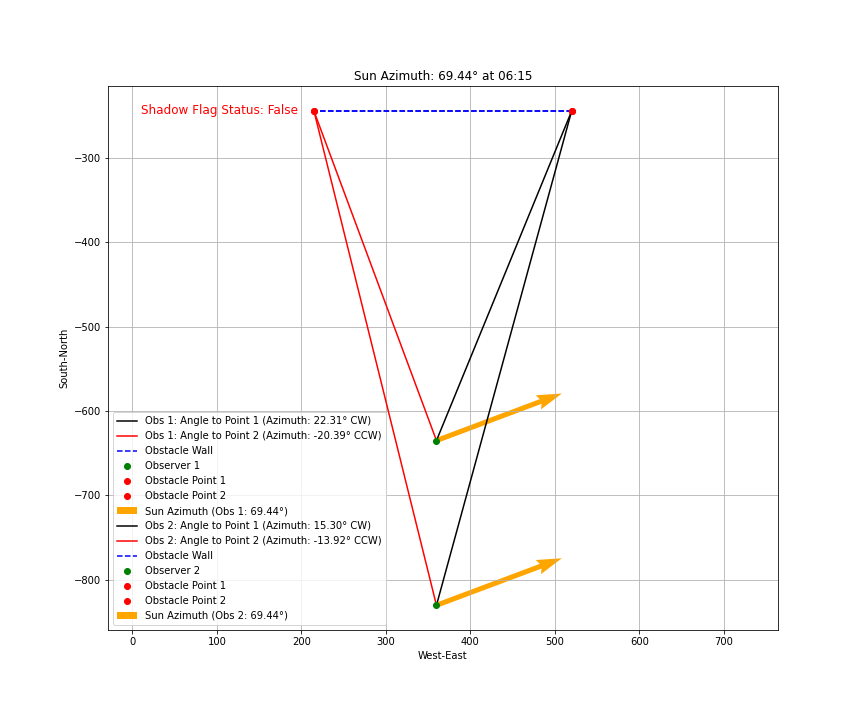 Sun Azimuth: 69.44° at 06:15
Shadow Flag Status: False
−300
−400
−500
−600
−700
−800
South-North
Obs 1: Angle to Point 1 (Azimuth: 22.31° CW)
Obs 1: Angle to Point 2 (Azimuth: -20.39° CCW)
Obstacle Wall
Observer 1
Obstacle Point 1
Obstacle Point 2
Sun Azimuth (Obs 1: 69.44°)
Obs 2: Angle to Point 1 (Azimuth: 15.30° CW)
Obs 2: Angle to Point 2 (Azimuth: -13.92° CCW)
Obstacle Wall
Observer 2
Obstacle Point 1
Obstacle Point 2
Sun Azimuth (Obs 2: 69.44°)
0 100 200 300 400 500 600 700
West-East